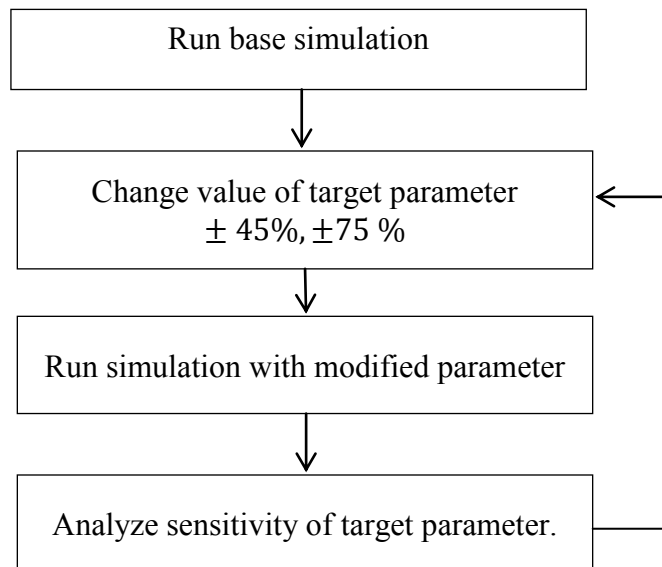 Run base simulation
Change value of target parameter
± 45%, ±75 %
Run simulation with modified parameter
Analyze sensitivity of target parameter.